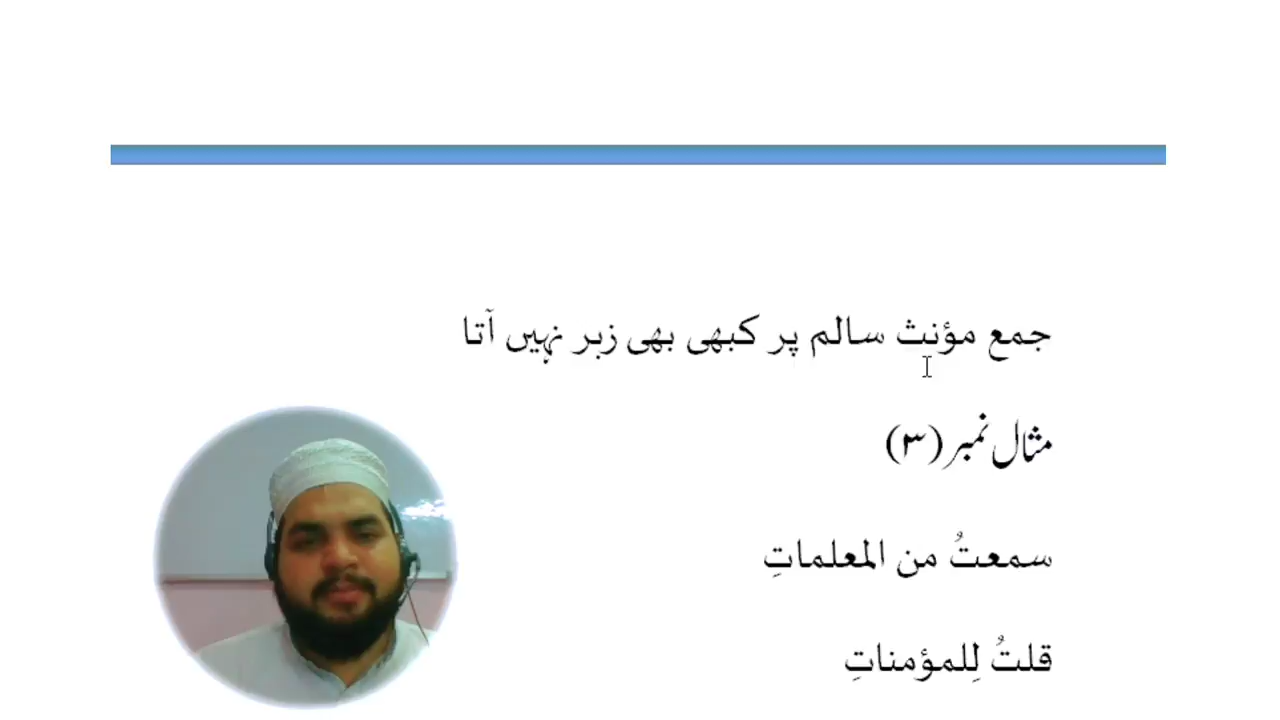 جمع مؤنث سالم پر کبھی بھی زبر نہیں آتا
مثال نمبر (۳)
سمعتُ من المعلماتِ
قلتُ لِلمؤمناتِ